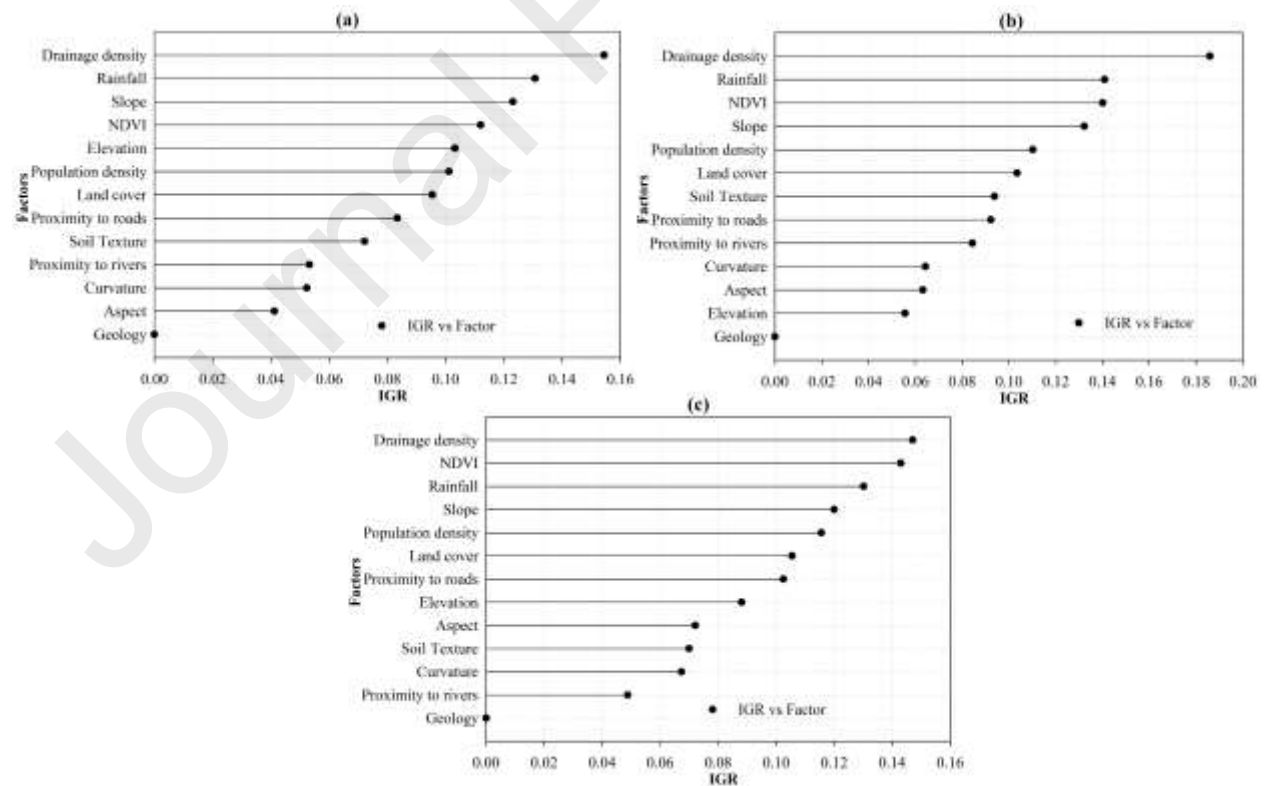 (a)
Drainage density
Rainfall
Slope
NDVI
Elevation
Population density
Land cover
Proximity to roads
Soil Texture
Proximity to rivers
Curvature
Aspect
Geology
Factors
IGR vs Factor
0.00 0.02 0.04 0.06 0.08 0.10 0.12 0.14 0.16
IGR
(b)
Drainage density
Rainfall
NDVI
Slope
Population density
Land cover
Soil Texture
Proximity to roads
Proximity to rivers
Curvature
Aspect
Elevation
Geology
Factors
IGR vs Factor
0.00 0.02 0.04 0.06 0.08 0.10 0.12 0.14 0.16 0.18 0.20
IGR
(c)
Drainage density
NDVI
Rainfall
Slope
Population density
Land cover
Proximity to roads
Elevation
Aspect
Soil Texture
Curvature
Proximity to rivers
Geology
Factors
IGR vs Factor
0.00 0.02 0.04 0.06 0.08 0.10 0.12 0.14 0.16
IGR
Journal P